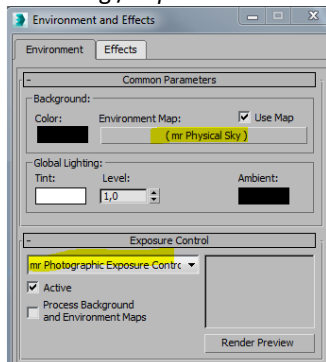 Environment and Effects
Environment Effects
- Common Parameters
Background:
Color: Environment Map: Use Map
( mr Physical Sky )
Global Lighting:
Tint: Level: Ambient:
1,0
- Exposure Control
mr Photographic Exposure Contrc
Active
Process Background
and Environment Maps
Render Preview